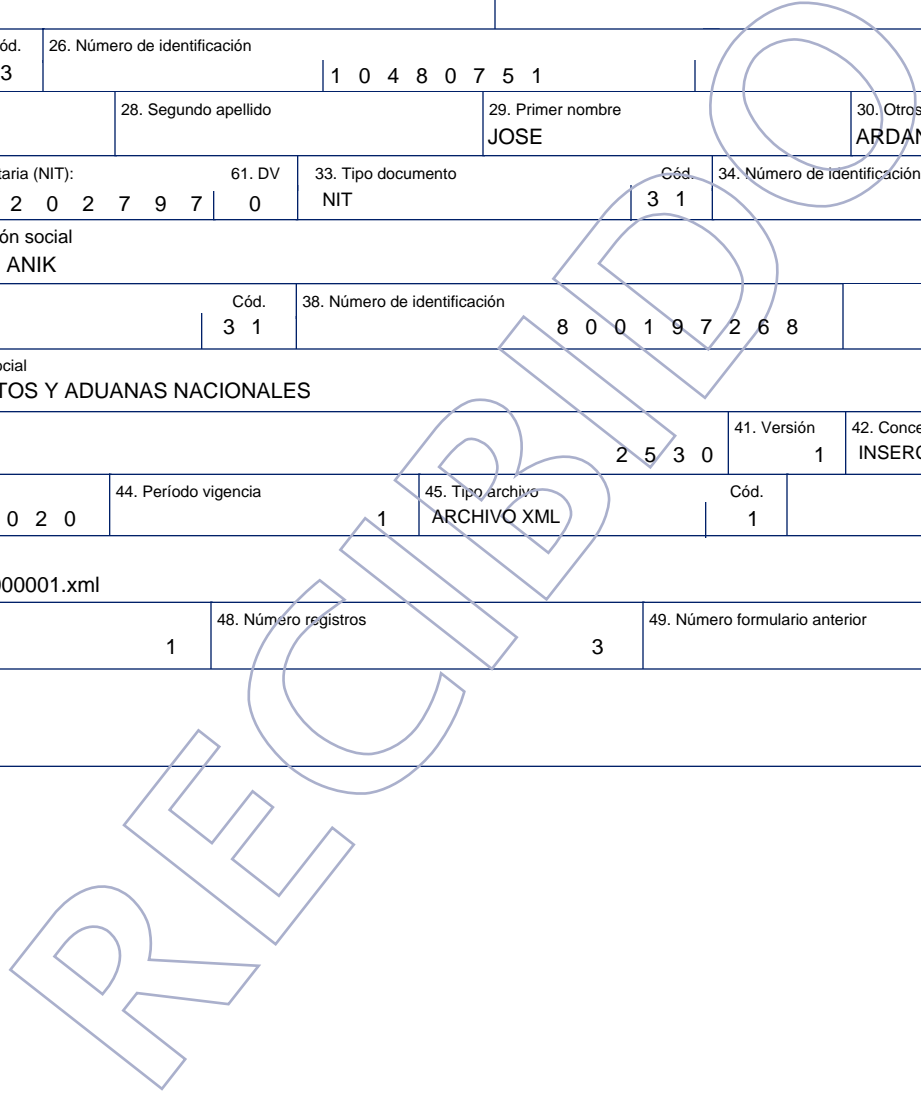 ód. 26. Número de identificación
3 1 0 4 8 0 7 5 1
28. Segundo apellido 29. Primer nombre 30. Otros
JOSE ARDAN
taria (NIT): 61. DV 33. Tipo documento Cód. 34. Número de identificación
2 0 2 7 9 7 0 NIT 3 1
ón social
ANIK
Cód. 38. Número de identificación
3 1 8 0 0 1 9 7 2 6 8
ocial
TOS Y ADUANAS NACIONALES
41. Versión 42. Conce
2 5 3 0 1 INSERC
44. Período vigencia 45. Tipo archivo Cód.
0 2 0 1 ARCHIVO XML 1
000001.xml
48. Número registros 49. Número formulario anterior
1 3
RECIBIDO